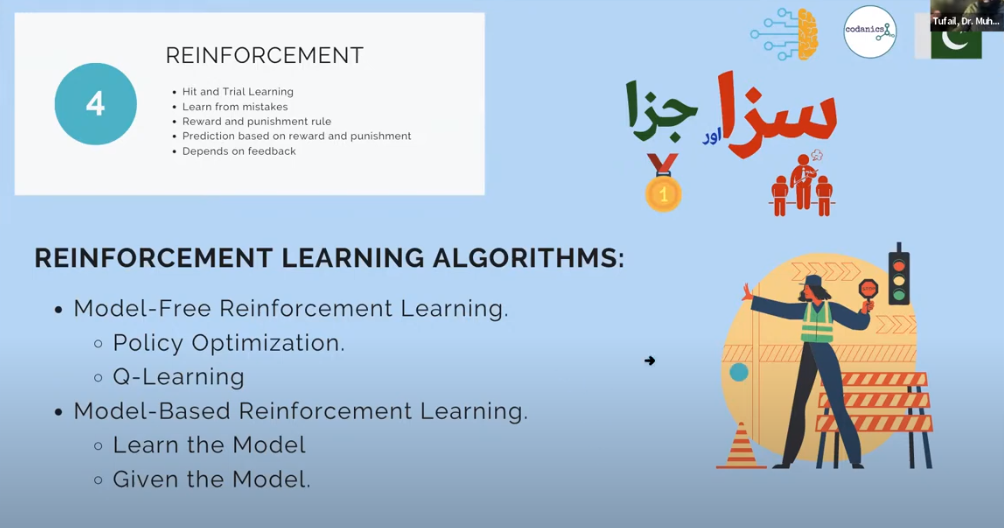 4
REINFORCEMENT
• Hit and Trial Learning
• Learn from mistakes
• Reward and punishment rule
• Prediction based on reward and punishment
• Depends on feedback
codanics
Tufail, Dr. Muh...
سزا اور جزا
1
REINFORCEMENT LEARNING ALGORITHMS:
• Model-Free Reinforcement Learning.
○ Policy Optimization.
○ Q-Learning
• Model-Based Reinforcement Learning.
○ Learn the Model
○ Given the Model.